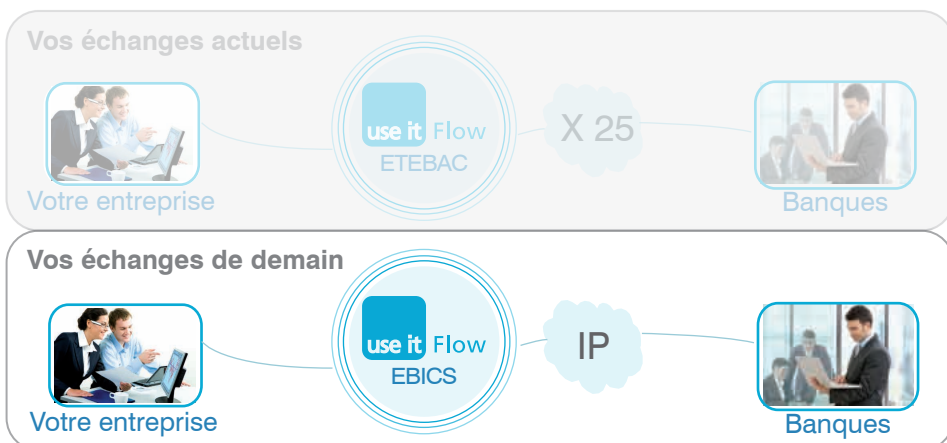 Vos échanges actuels
use it Flow
ETEBAC
X 25
Votre entreprise
Banques
Vos échanges de demain
use it Flow
EBICS
IP
Votre entreprise
Banques